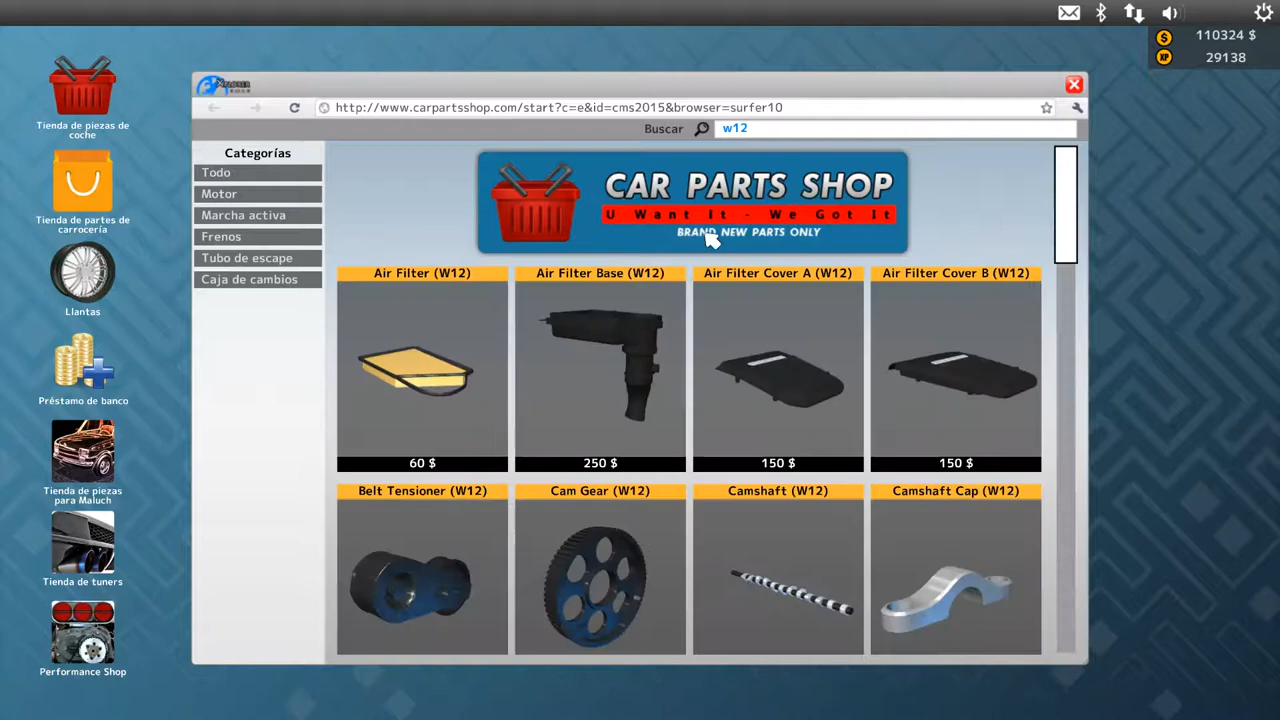 110324 $
29138
Tienda de piezas de
coche
Tienda de partes de
carrocería
Llantas
Préstamo de banco
Tienda de piezas
para Maluch
Tienda de tuners
Performance Shop
http://www.carpartsshop.com/start?c=e&id=cms2015&browser=surfer10
Buscar
w12
Categorías
Todo
Motor
Marcha activa
Frenos
Tubo de escape
Caja de cambios
CAR PARTS SHOP
U Want It - We Got It
BRAND NEW PARTS ONLY
Air Filter (W12)
Air Filter Base (W12)
Air Filter Cover A (W12)
Air Filter Cover B (W12)
60 $
250 $
150 $
150 $
Belt Tensioner (W12)
Cam Gear (W12)
Camshaft (W12)
Camshaft Cap (W12)